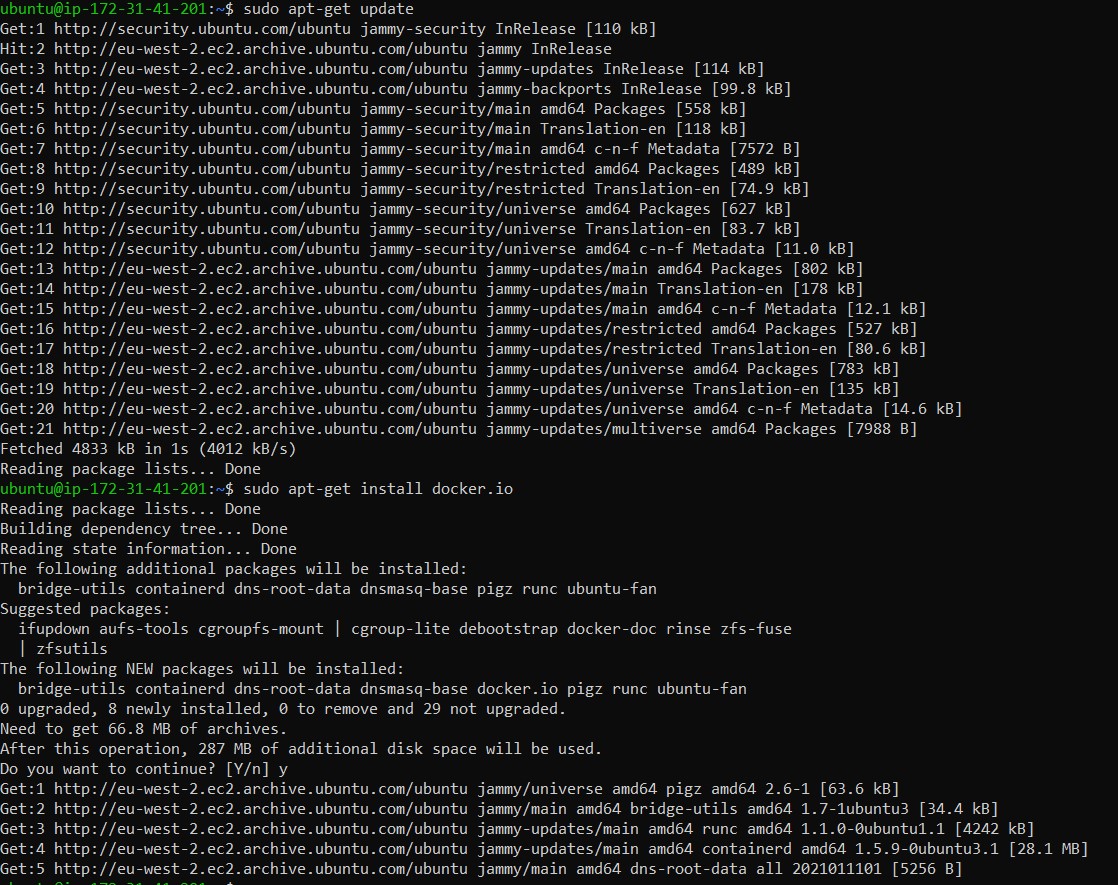 ubuntu@ip-172-31-41-201:~$ sudo apt-get update
Get:1 http://security.ubuntu.com/ubuntu jammy-security InRelease [110 kB]
Hit:2 http://eu-west-2.ec2.archive.ubuntu.com/ubuntu jammy InRelease
Get:3 http://eu-west-2.ec2.archive.ubuntu.com/ubuntu jammy-updates InRelease [114 kB]
Get:4 http://eu-west-2.ec2.archive.ubuntu.com/ubuntu jammy-backports InRelease [99.8 kB]
Get:5 http://security.ubuntu.com/ubuntu jammy-security/main amd64 Packages [558 kB]
Get:6 http://security.ubuntu.com/ubuntu jammy-security/main Translation-en [118 kB]
Get:7 http://security.ubuntu.com/ubuntu jammy-security/main amd64 c-n-f Metadata [7572 B]
Get:8 http://security.ubuntu.com/ubuntu jammy-security/restricted amd64 Packages [489 kB]
Get:9 http://security.ubuntu.com/ubuntu jammy-security/restricted Translation-en [74.9 kB]
Get:10 http://security.ubuntu.com/ubuntu jammy-security/universe amd64 Packages [627 kB]
Get:11 http://security.ubuntu.com/ubuntu jammy-security/universe Translation-en [83.7 kB]
Get:12 http://security.ubuntu.com/ubuntu jammy-security/universe amd64 c-n-f Metadata [11.0 kB]
Get:13 http://eu-west-2.ec2.archive.ubuntu.com/ubuntu jammy-updates/main amd64 Packages [802 kB]
Get:14 http://eu-west-2.ec2.archive.ubuntu.com/ubuntu jammy-updates/main Translation-en [178 kB]
Get:15 http://eu-west-2.ec2.archive.ubuntu.com/ubuntu jammy-updates/main amd64 c-n-f Metadata [12.1 kB]
Get:16 http://eu-west-2.ec2.archive.ubuntu.com/ubuntu jammy-updates/restricted amd64 Packages [527 kB]
Get:17 http://eu-west-2.ec2.archive.ubuntu.com/ubuntu jammy-updates/restricted Translation-en [80.6 kB]
Get:18 http://eu-west-2.ec2.archive.ubuntu.com/ubuntu jammy-updates/universe amd64 Packages [783 kB]
Get:19 http://eu-west-2.ec2.archive.ubuntu.com/ubuntu jammy-updates/universe Translation-en [135 kB]
Get:20 http://eu-west-2.ec2.archive.ubuntu.com/ubuntu jammy-updates/universe amd64 c-n-f Metadata [14.6 kB]
Get:21 http://eu-west-2.ec2.archive.ubuntu.com/ubuntu jammy-updates/multiverse amd64 Packages [7988 B]
Fetched 4833 kB in 1s (4012 kB/s)
Reading package lists... Done
ubuntu@ip-172-31-41-201:~$ sudo apt-get install docker.io
Reading package lists... Done
Building dependency tree... Done
Reading state information... Done
The following additional packages will be installed:
  bridge-utils containerd dns-root-data dnsmasq-base pigz runc ubuntu-fan
Suggested packages:
  ifupdown aufs-tools cgroupfs-mount | cgroup-lite debootstrap docker-doc rinse zfs-fuse
  | zfsutils
The following NEW packages will be installed:
  bridge-utils containerd dns-root-data dnsmasq-base docker.io pigz runc ubuntu-fan
0 upgraded, 8 newly installed, 0 to remove and 29 not upgraded.
Need to get 66.8 MB of archives.
After this operation, 287 MB of additional disk space will be used.
Do you want to continue? [Y/n] y
Get:1 http://eu-west-2.ec2.archive.ubuntu.com/ubuntu jammy/universe amd64 pigz amd64 2.6-1 [63.6 kB]
Get:2 http://eu-west-2.ec2.archive.ubuntu.com/ubuntu jammy/main amd64 bridge-utils amd64 1.7-1ubuntu3 [34.4 kB]
Get:3 http://eu-west-2.ec2.archive.ubuntu.com/ubuntu jammy-updates/main amd64 runc amd64 1.1.0-0ubuntu1.1 [4242 kB]
Get:4 http://eu-west-2.ec2.archive.ubuntu.com/ubuntu jammy-updates/main amd64 containerd amd64 1.5.9-0ubuntu3.1 [28.1 MB]
Get:5 http://eu-west-2.ec2.archive.ubuntu.com/ubuntu jammy/main amd64 dns-root-data all 2021011101 [5256 B]